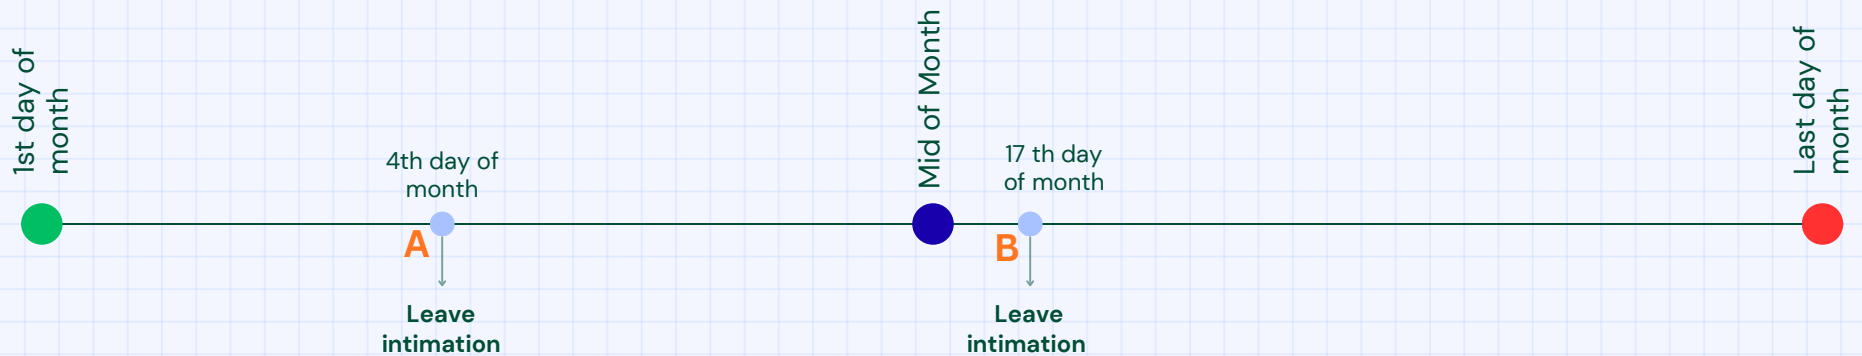 1st day of
month
4th day of
month
A
Leave
intimation
Mid of Month
17 th day
of month
B
Leave
intimation
Last day of
month